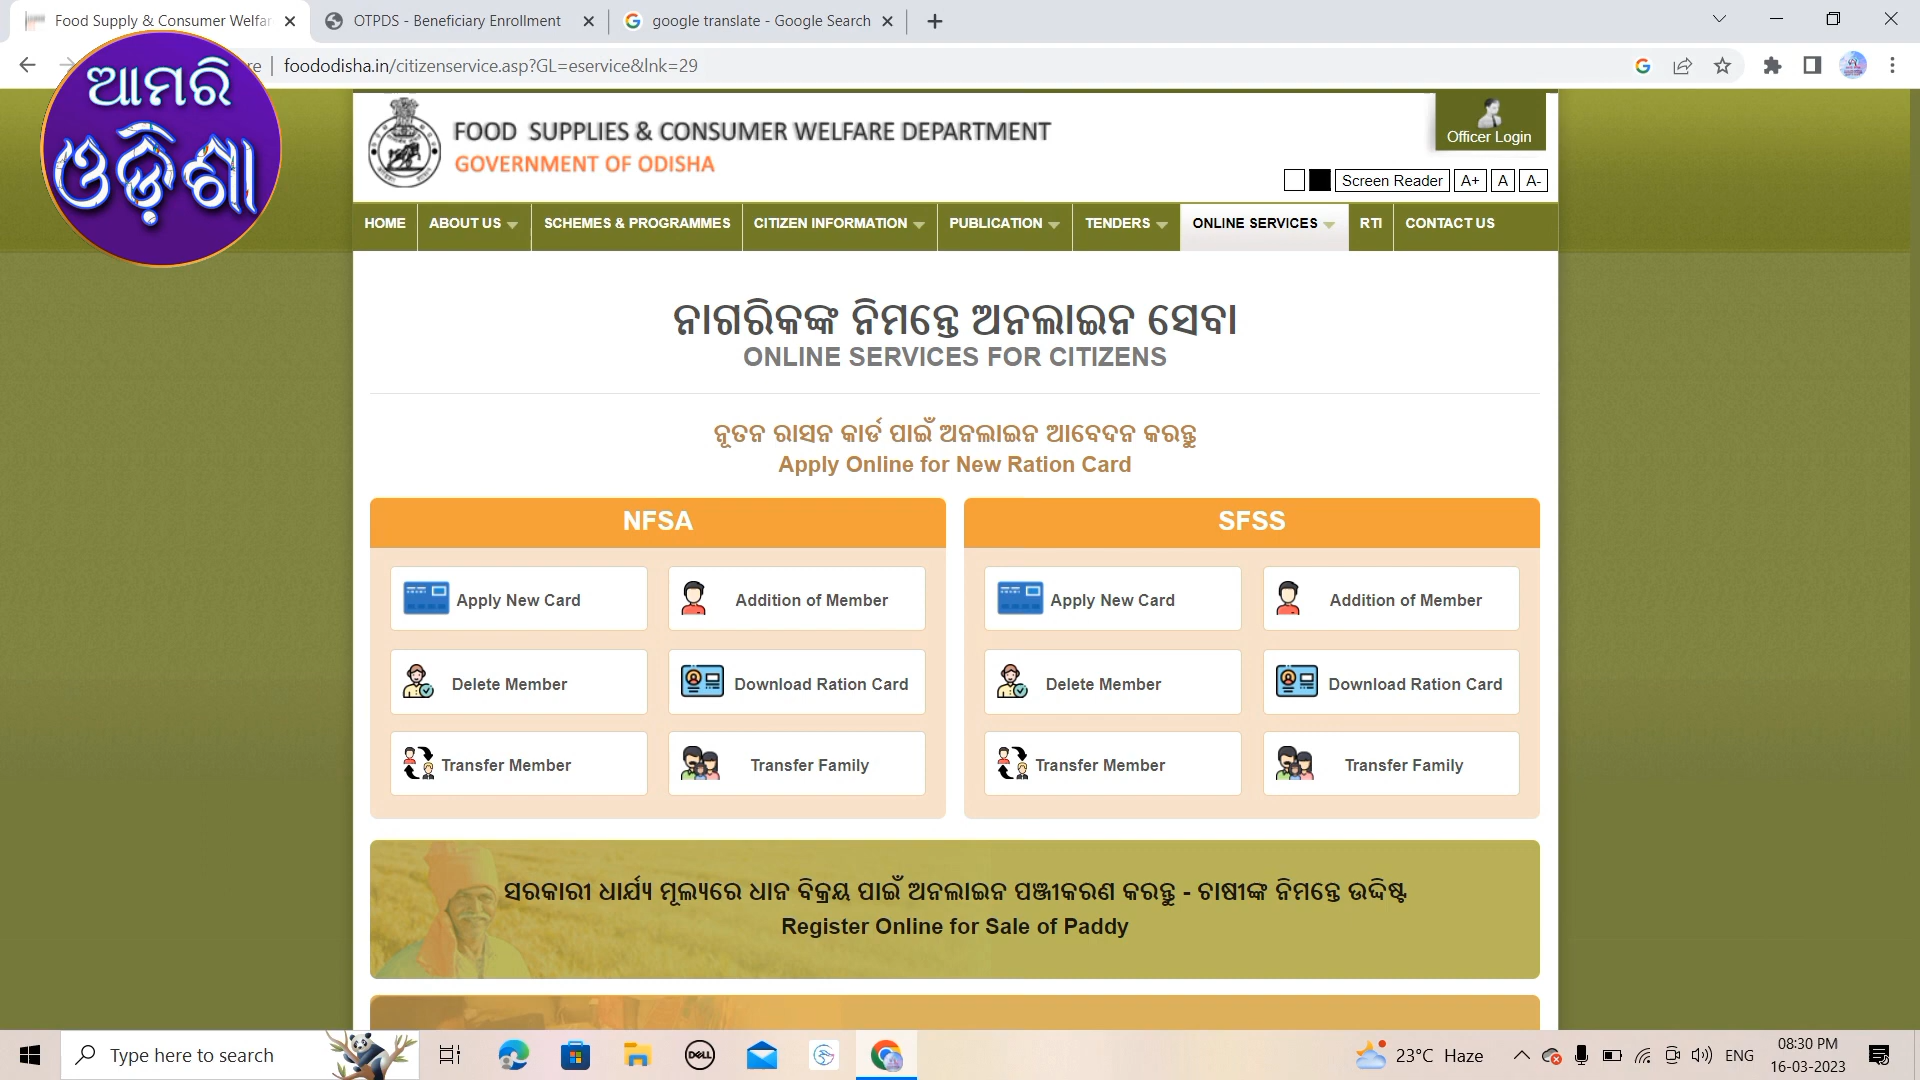 Food Supply & Consumer Welfar
OTPDS - Beneficiary Enrollment
google translate - Google Search
foododisha.in/citizenservice.asp?GL=eservice&lnk=29
ଆମରି
ଓଡ଼ିଶା
FOOD SUPPLIES & CONSUMER WELFARE DEPARTMENT
GOVERNMENT OF ODISHA
Officer Login
Screen Reader A+ A A-
HOME ABOUT US SCHEMES & PROGRAMMES CITIZEN INFORMATION PUBLICATION TENDERS ONLINE SERVICES RTI CONTACT US
ନାଗରିକଙ୍କ ନିମନ୍ତେ ଅନଲାଇନ ସେବା
ONLINE SERVICES FOR CITIZENS
ନୂତନ ରାସନ କାର୍ଡ ପାଇଁ ଅନଲାଇନ ଆବେଦନ କରନ୍ତୁ
Apply Online for New Ration Card
NFSA
Apply New Card
Addition of Member
Delete Member
Download Ration Card
Transfer Member
Transfer Family
SFSS
Apply New Card
Addition of Member
Delete Member
Download Ration Card
Transfer Member
Transfer Family
ସରକାରୀ ଧାର୍ଯ୍ୟ ମୂଲ୍ୟରେ ଧାନ ବିକ୍ରୟ ପାଇଁ ଅନଲାଇନ ପଞ୍ଜୀକରଣ କରନ୍ତୁ - ଚାଷୀଙ୍କ ନିମନ୍ତେ ଉଦ୍ଦିଷ୍ଟ
Register Online for Sale of Paddy
Type here to search
DELL
23°C Haze
ENG
08:30 PM
16-03-2023